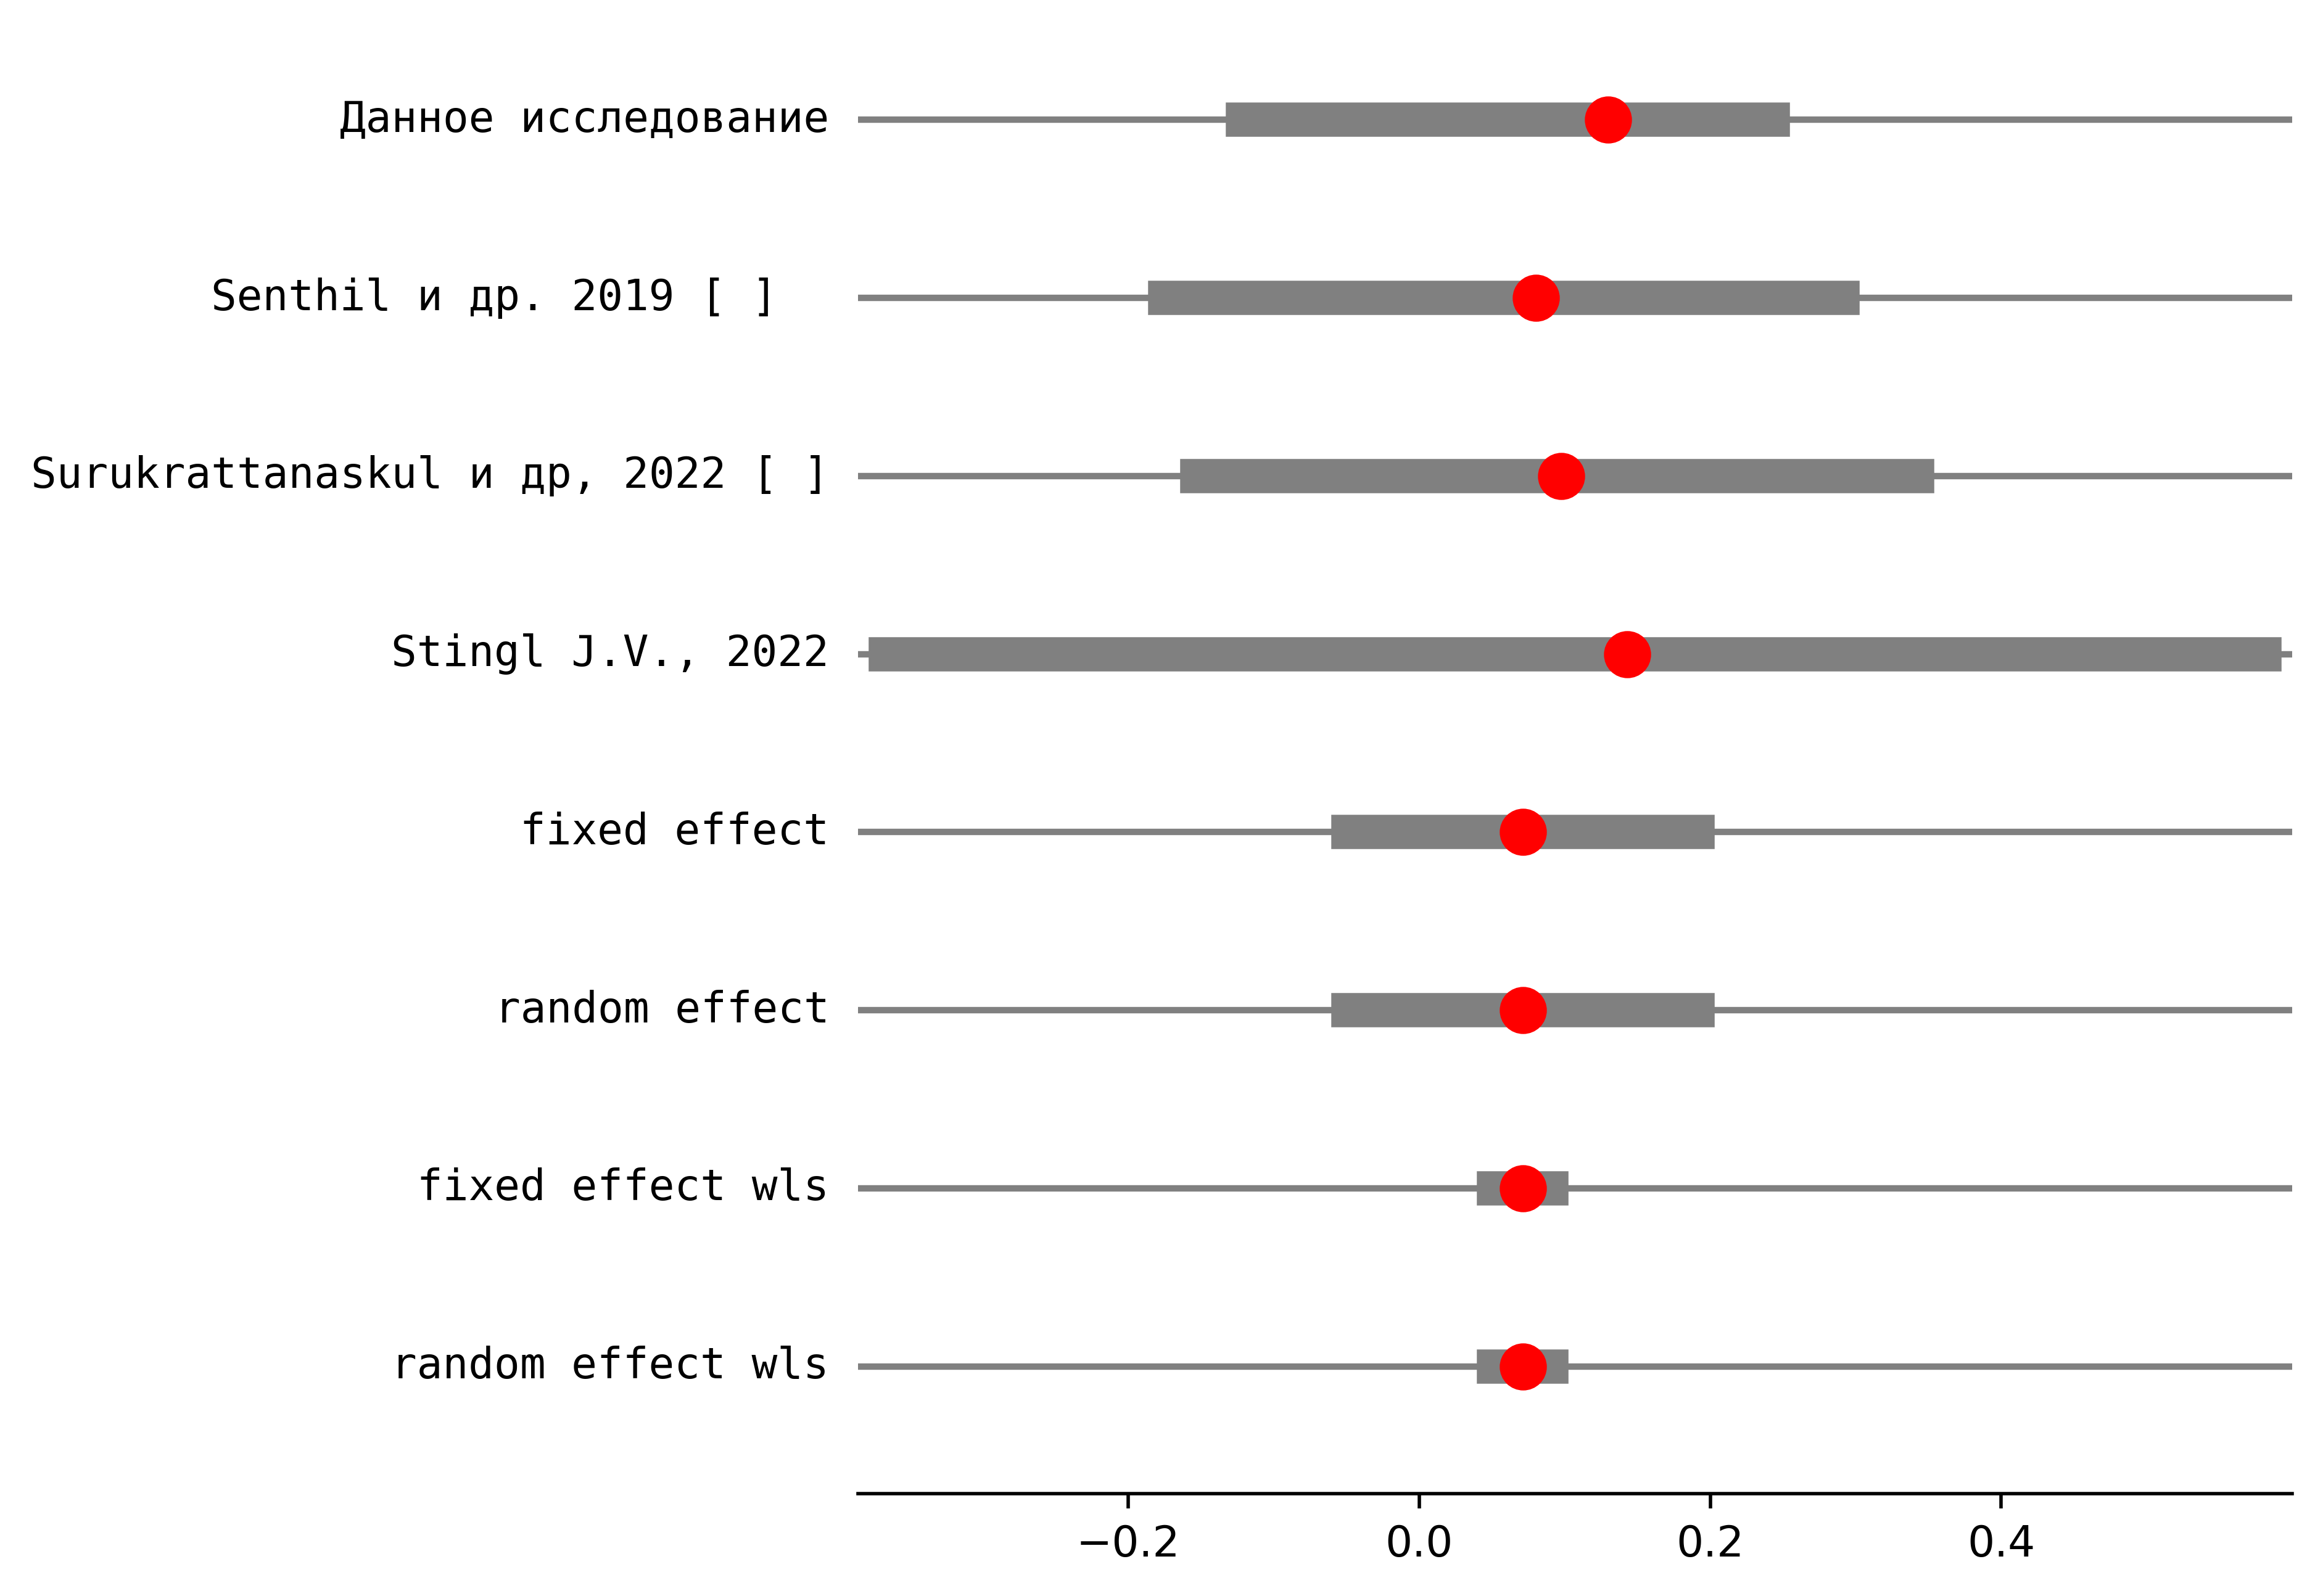 Данное исследование
Senthil и др. 2019 [ ]
Surukrattanaskul и др, 2022 [ ]
Stingl J.V., 2022
fixed effect
random effect
fixed effect wls
random effect wls
−0.2 0.0 0.2 0.4